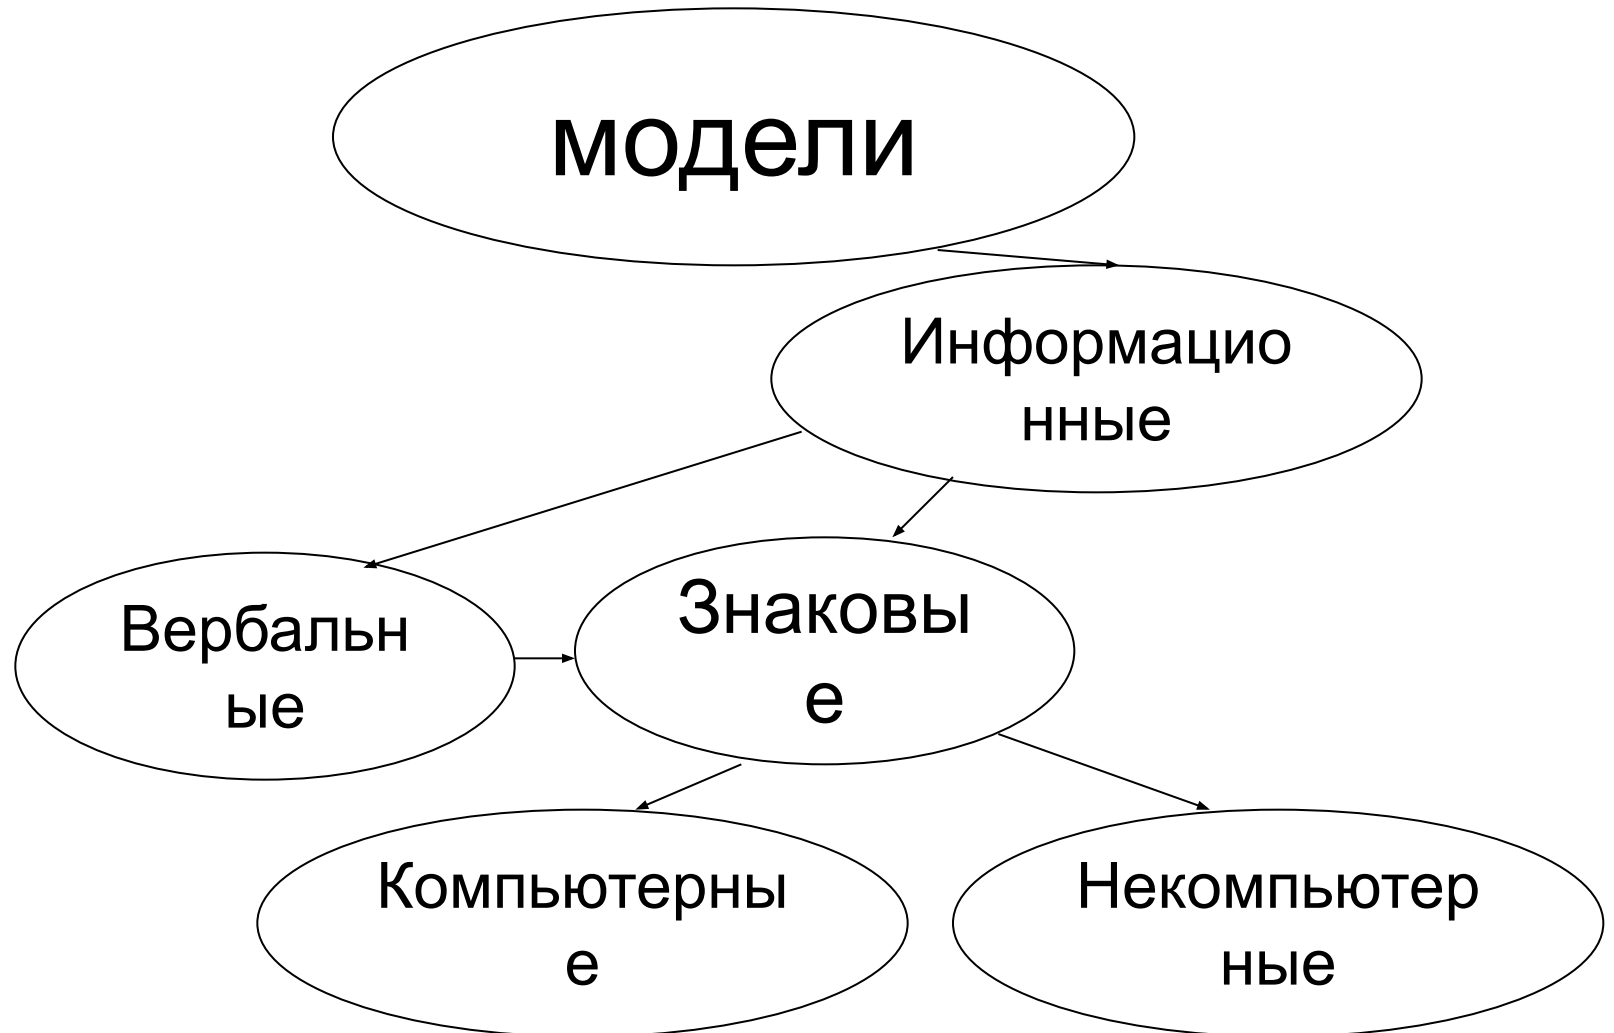 модели
Информацио
нные
Вербальн
ые
Знаковы
е
Компьютерны
е
Некомпьютер
ные